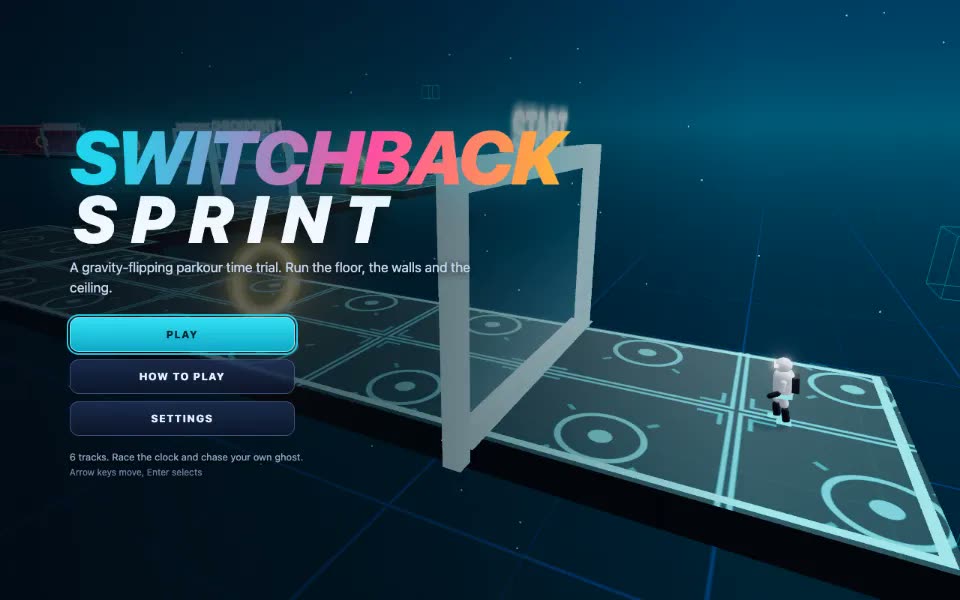 START
SWITCHBACK
SPRINT
A gravity-flipping parkour time trial. Run the floor, the walls and the
ceiling.
PLAY
HOW TO PLAY
SETTINGS
6 tracks. Race the clock and chase your own ghost.
Arrow keys move, Enter selects